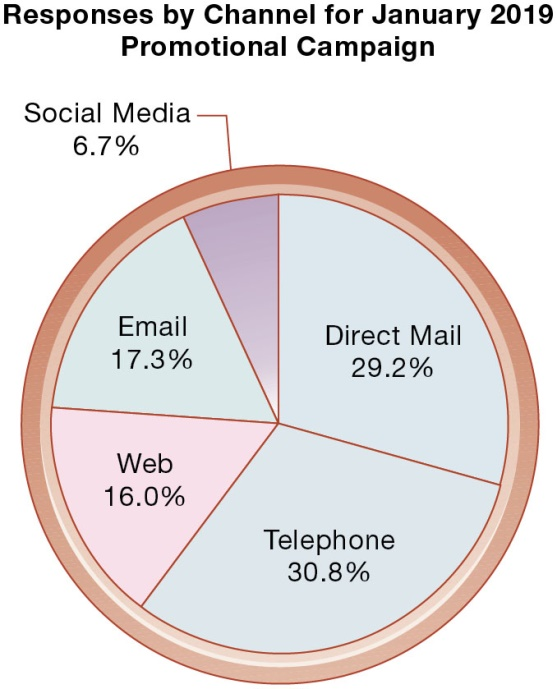 Responses by Channel for January 2019
Promotional Campaign
Social Media
6.7%
Direct Mail
29.2%
Email
17.3%
Web
16.0%
Telephone
30.8%